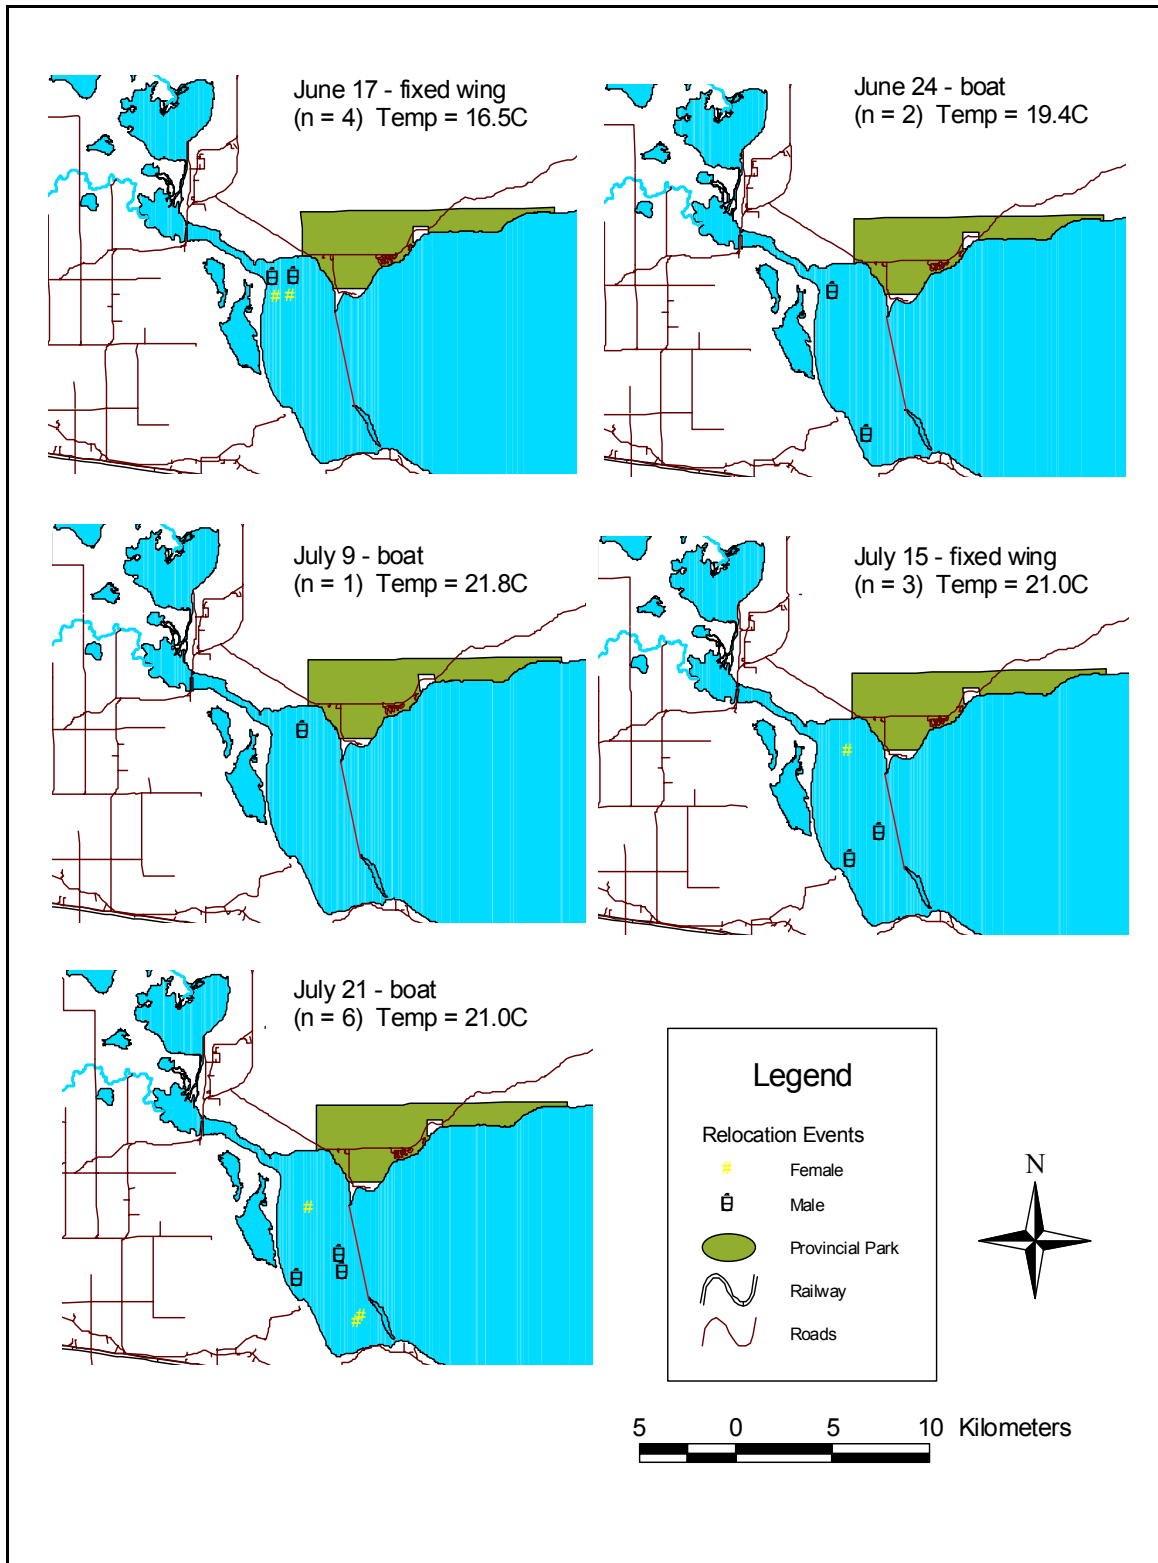 June 17 - fixed wing
(n = 4)  Temp = 16.5C
June 24 - boat
(n = 2)  Temp = 19.4C
July 9 - boat
(n = 1)  Temp = 21.8C
July 15 - fixed wing
(n = 3)  Temp = 21.0C
July 21 - boat
(n = 6)  Temp = 21.0C
Legend
Relocation Events
# Female
Male
Provincial Park
Railway
Roads
N
5 0 5 10 Kilometers